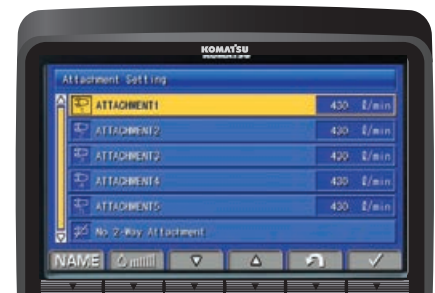 KOMATSU
Attachment Setting
ATTACHMENT1 430 ℓ/min
ATTACHMENT2 430 ℓ/min
ATTACHMENT3 430 ℓ/min
ATTACHMENT4 430 ℓ/min
ATTACHMENT5 430 ℓ/min
No 2-Way Attachment
NAME